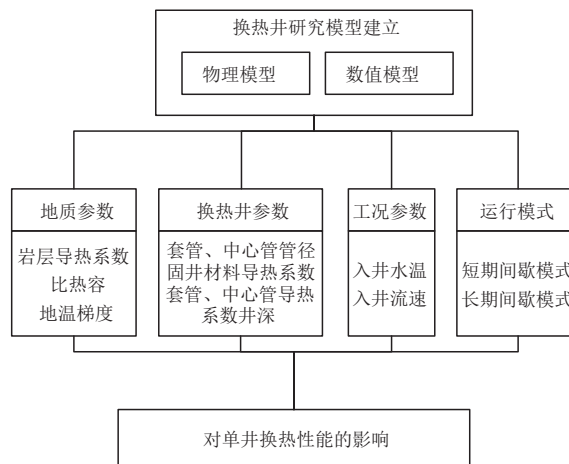 换热井研究模型建立
物理模型
数值模型
地质参数
岩层导热系数
比热容
地温梯度
换热井参数
套管、中心管管径
固井材料导热系数
套管、中心管导热
系数井深
工况参数
入井水温
入井流速
运行模式
短期间歇模式
长期间歇模式
对单井换热性能的影响